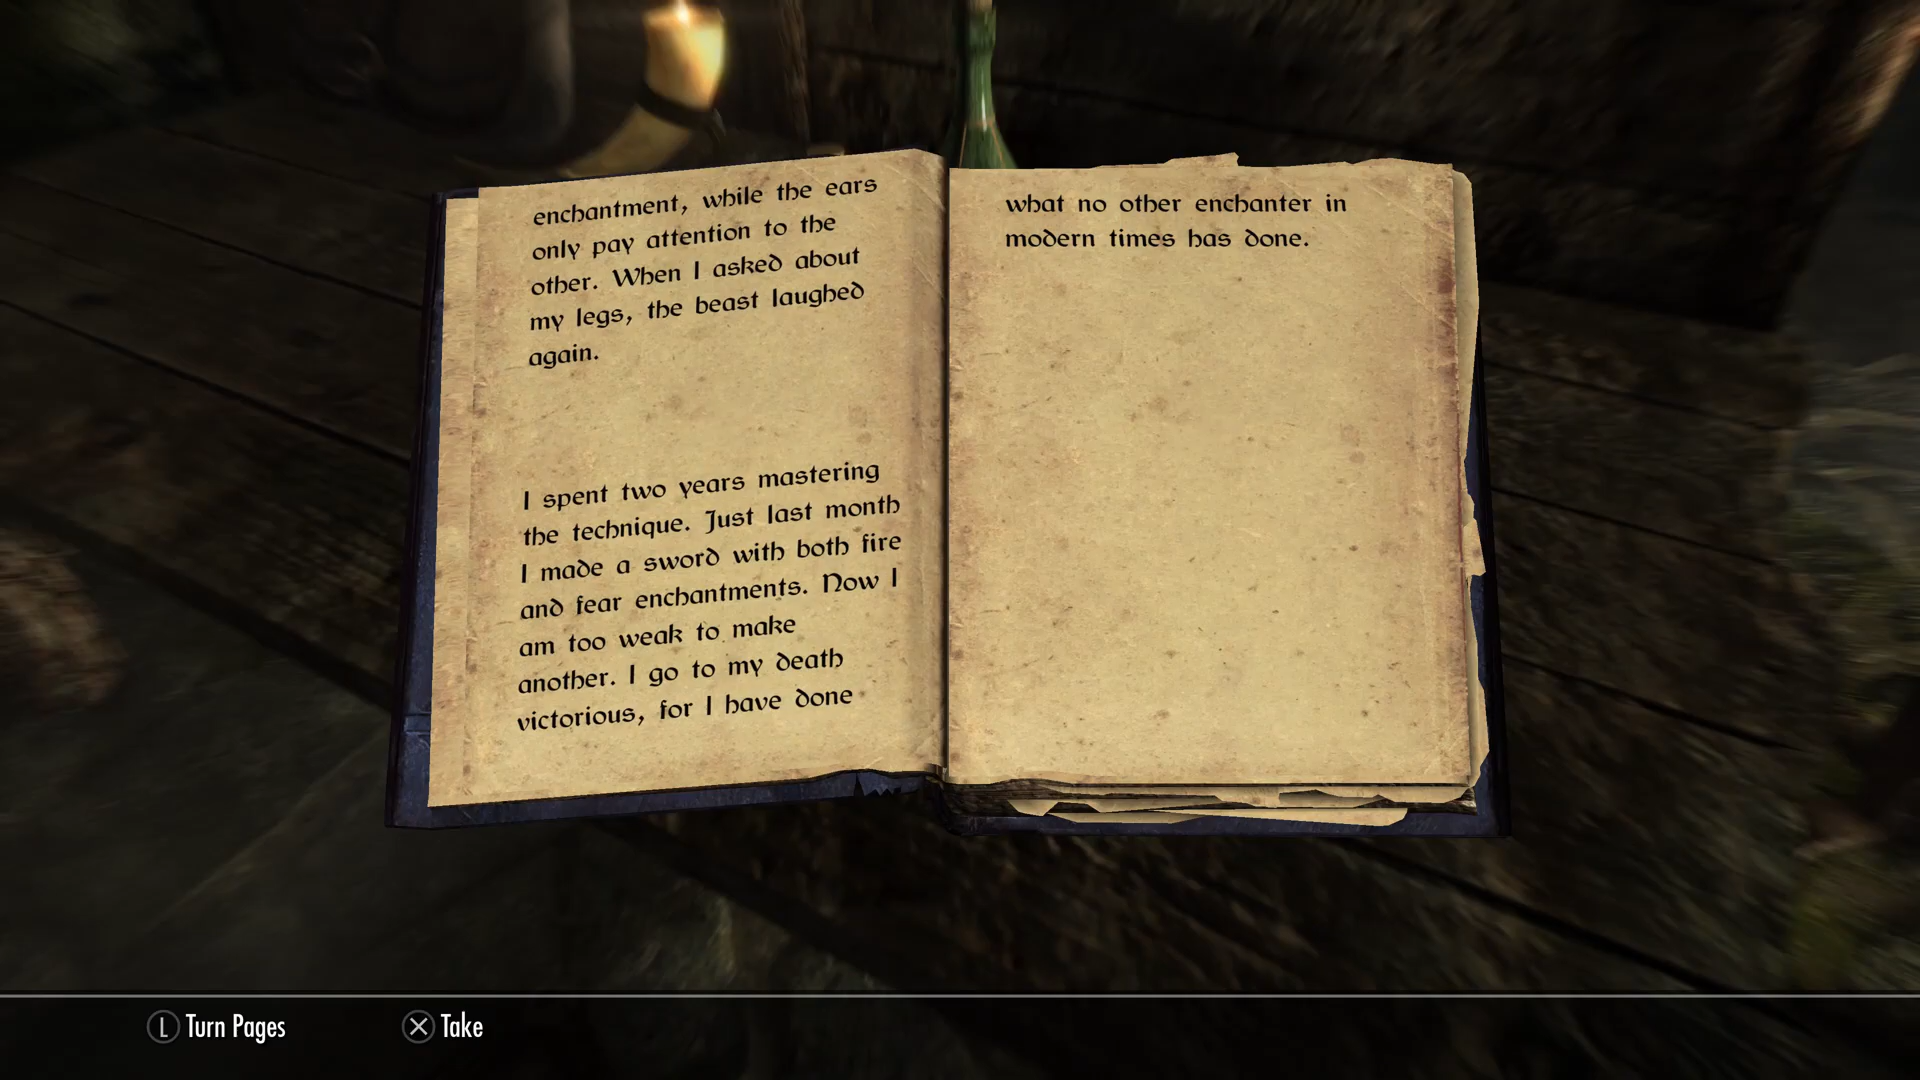 enchantment, while the ears
only pay attention to the
other. When I asked about
my legs, the beast laughed
again.
I spent two years mastering
the technique. Just last month
I made a sword with both fire
and fear enchantments. Now I
am too weak to make
another. I go to my death
victorious, for I have done
what no other enchanter in
modern times has done.
L Turn Pages
X Take